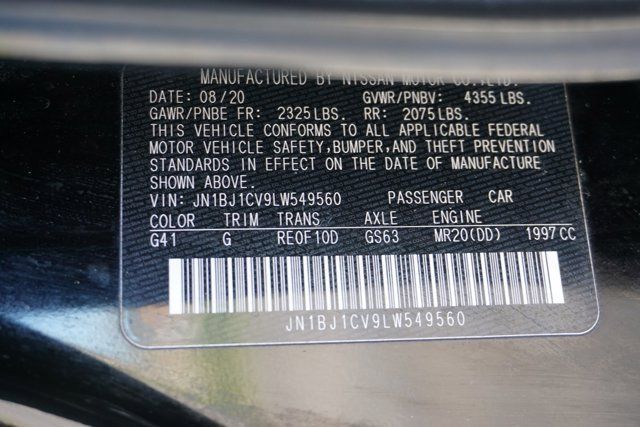 MANUFACTURED BY NISSAN MOTOR CO.,LTD.
DATE: 08/20 GVWR/PNBV: 4355 LBS.
GAWR/PNBE FR: 2325LBS. RR: 2075LBS.
THIS VEHICLE CONFORMS TO ALL APPLICABLE FEDERAL
MOTOR VEHICLE SAFETY,BUMPER,AND THEFT PREVENTION
STANDARDS IN EFFECT ON THE DATE OF MANUFACTURE
SHOWN ABOVE.
VIN: JN1BJ1CV9LW549560 PASSENGER CAR
COLOR TRIM TRANS AXLE ENGINE
G41 G RE0F10D GS63 MR20(DD) 1997CC
JN1BJ1CV9LW549560